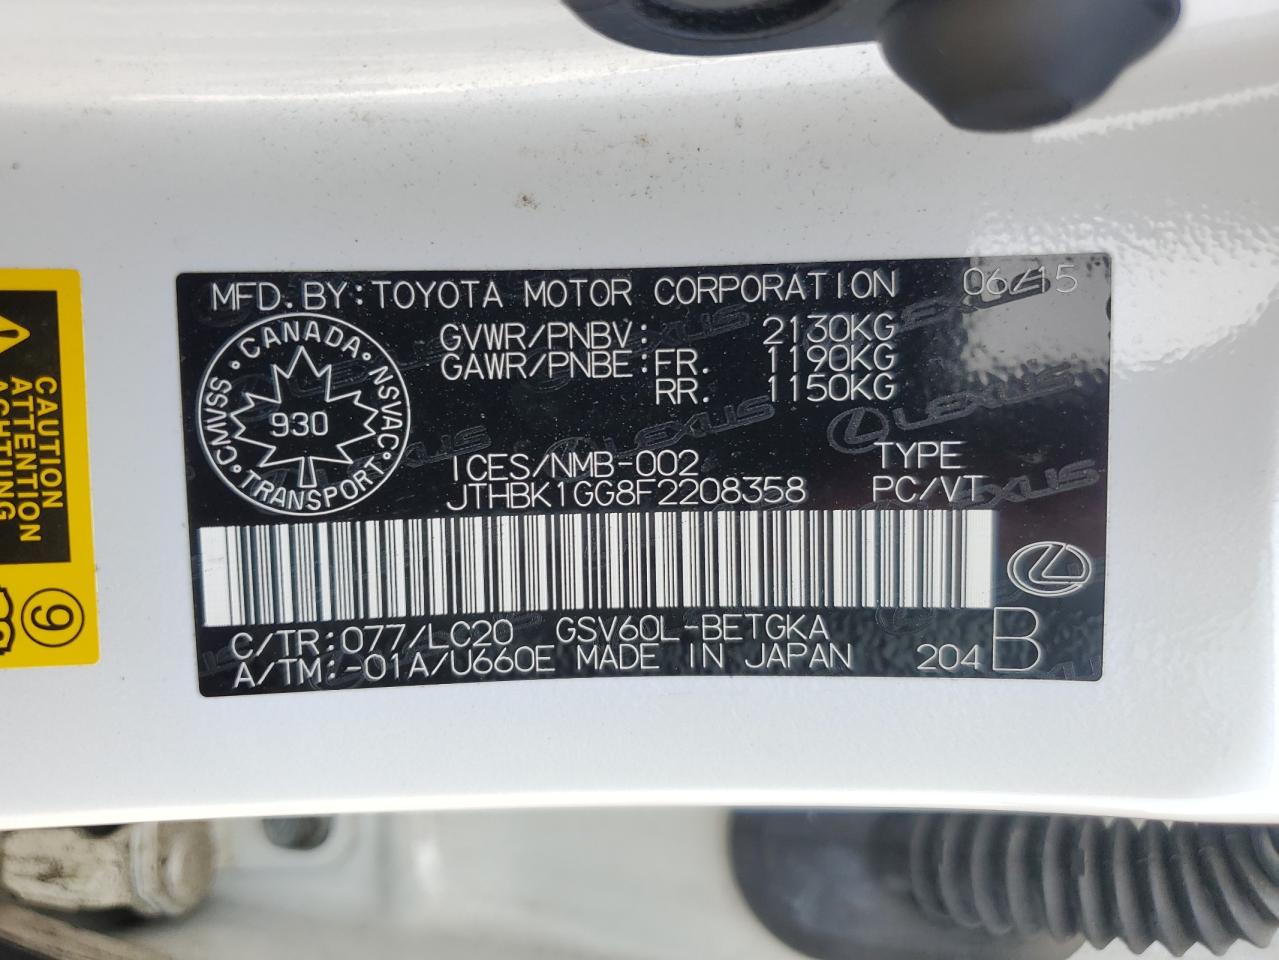 MFD. BY: TOYOTA MOTOR CORPORATION 06/15
GVWR/PNBV: 2130KG
GAWR/PNBE: FR. 1190KG
RR. 1150KG
CANADA
CMVSS · NSVAC
930
TRANSPORT
ICES/NMB-002 TYPE
JTHBK1GG8F2208358 PC/VT
C/TR: 077/LC20 GSV60L-BETGKA
A/TM: -01A/U660E MADE IN JAPAN 204 B
LEXUS
CAUTION
ATTENTION
ACHTUNG
9